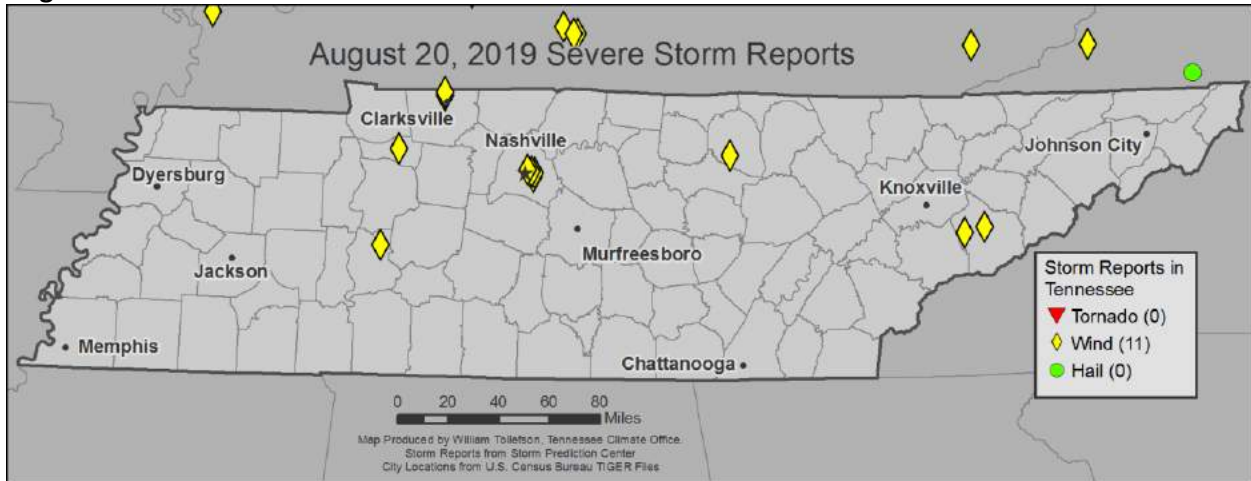 August 20, 2019 Severe Storm Reports
Clarksville
Nashville
Johnson City
Dyersburg
Knoxville
Murfreesboro
Jackson
Storm Reports in
Tennessee
Tornado (0)
Wind (11)
Hail (0)
Memphis
Chattanooga
0 20 40 60 80
Miles
Map Produced by William Tollefson, Tennessee Climate Office.
Storm Reports from Storm Prediction Center
City Locations from U.S. Census Bureau TIGER Files